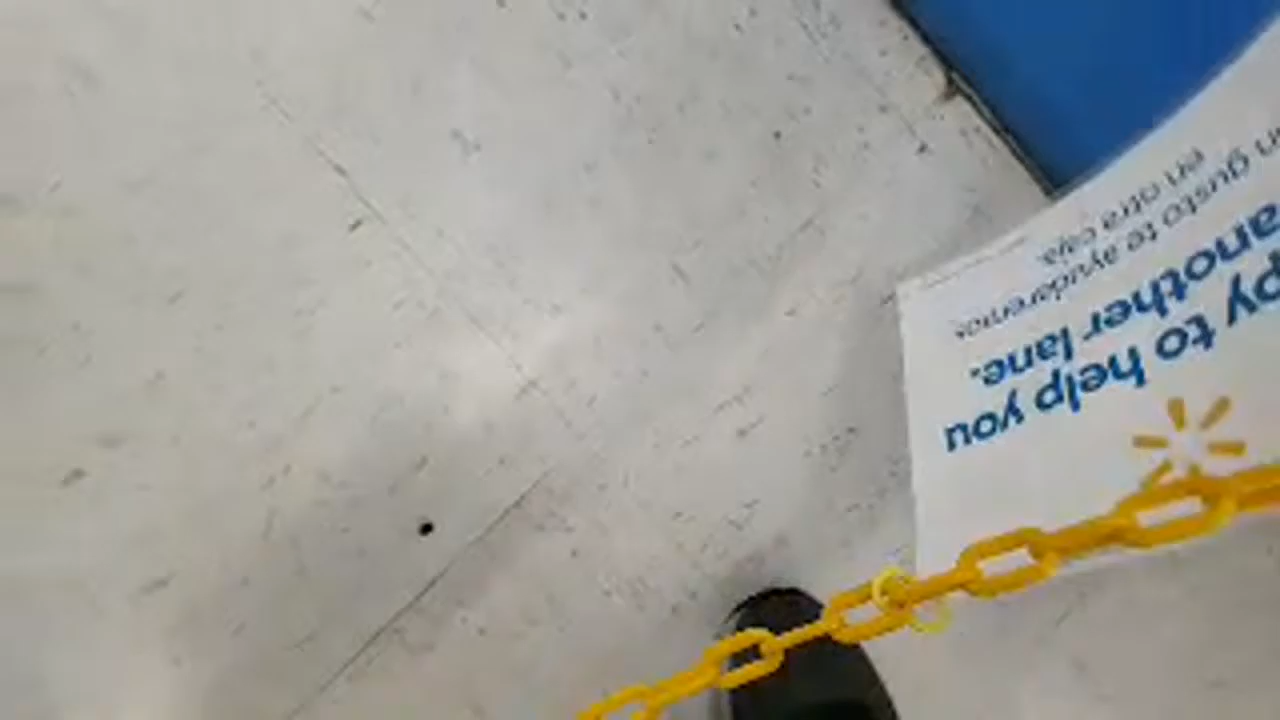 py to help you
another lane.
n gusto te ayudaremos
en otra caja.